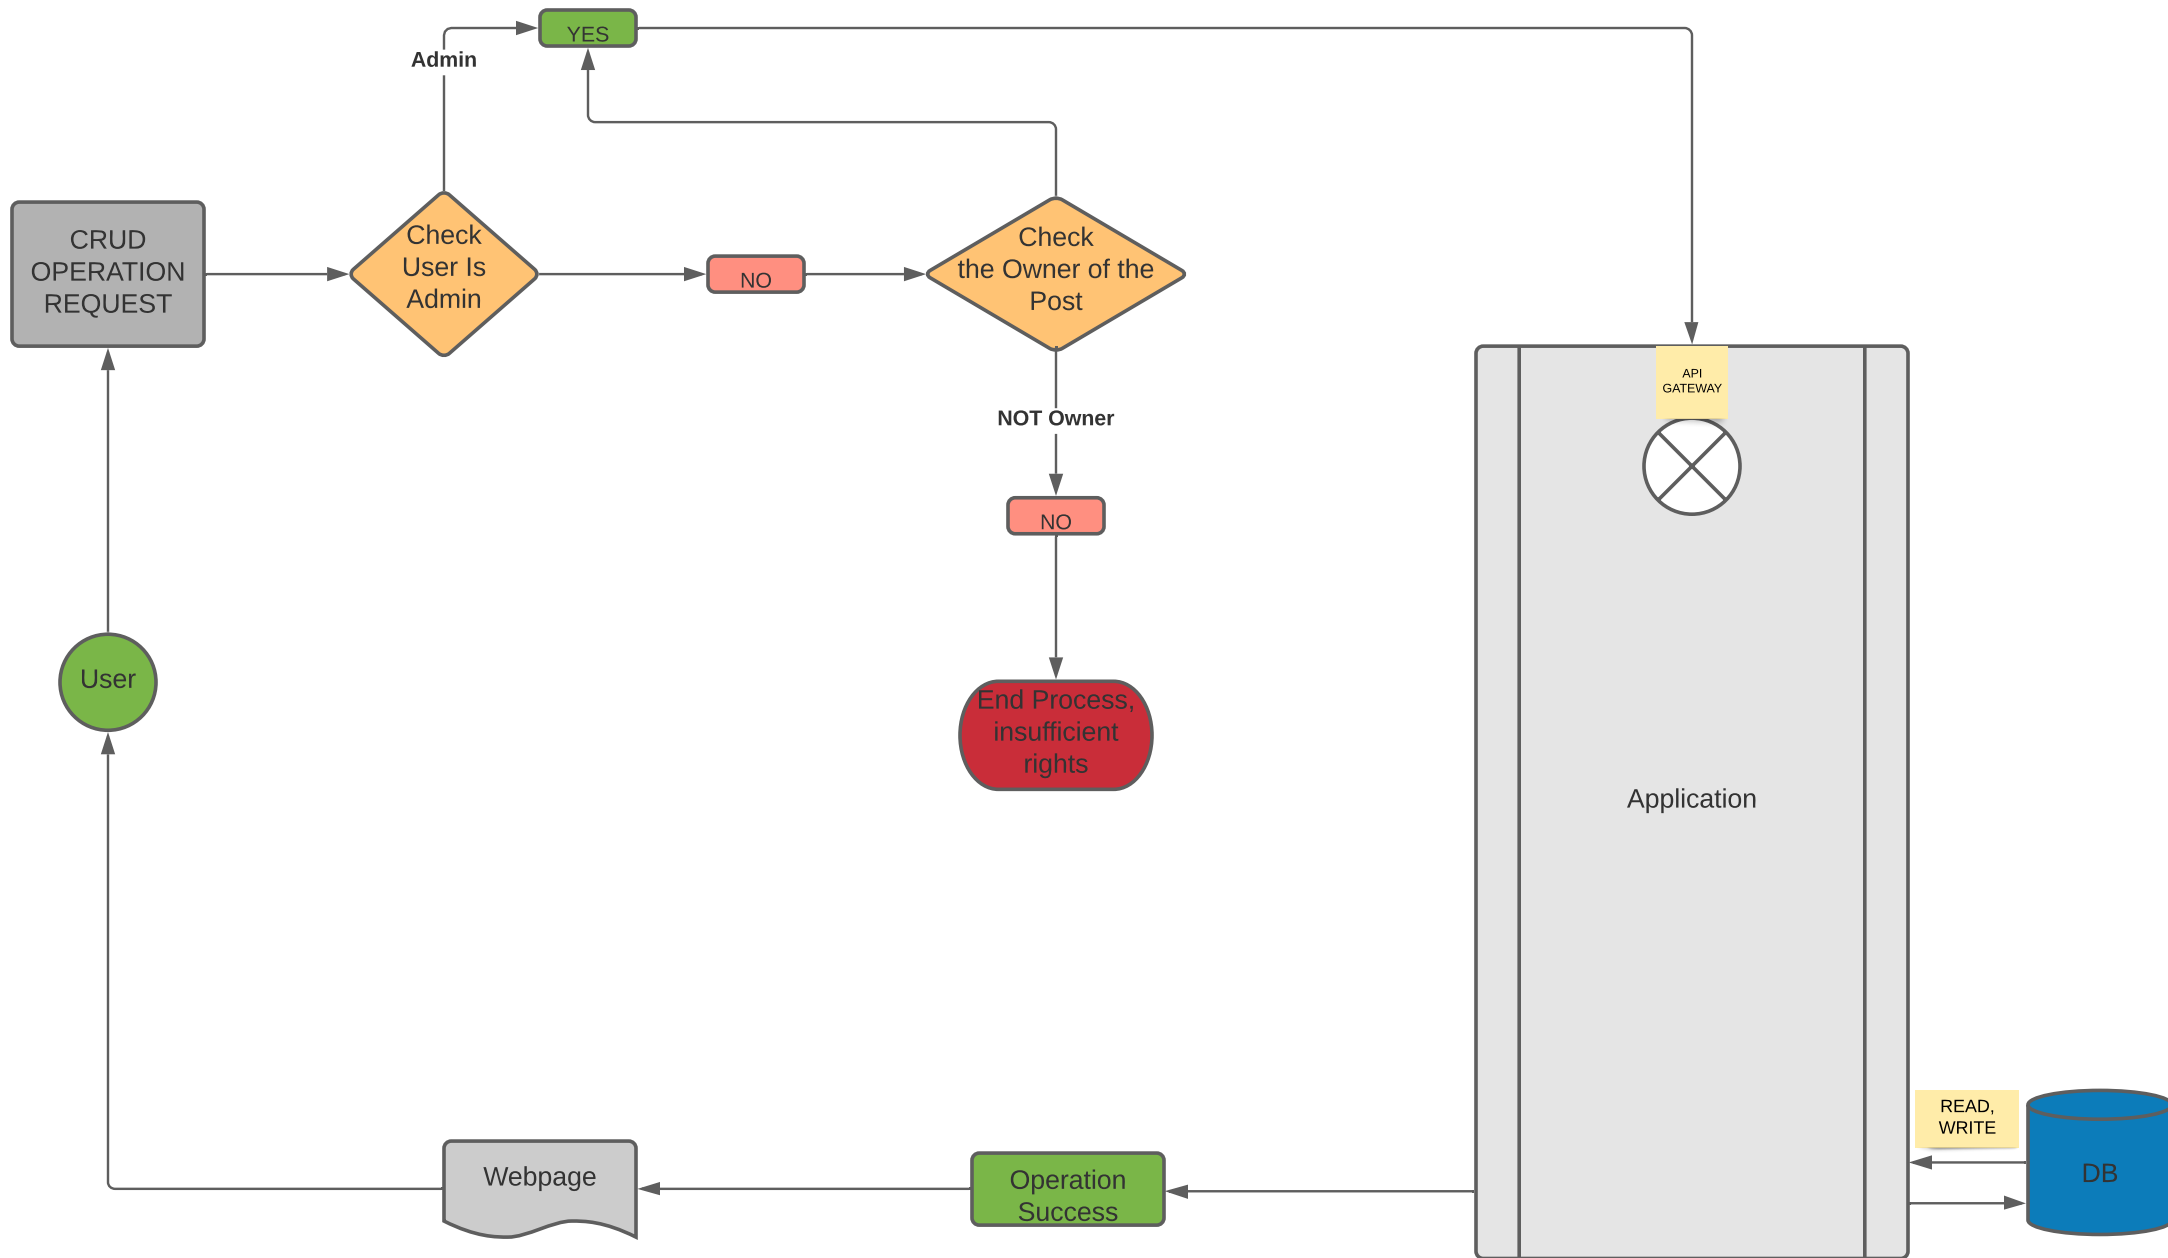 YES
Admin
CRUD
OPERATION
REQUEST
Check
User Is
Admin
NO
Check
the Owner of the
Post
API
GATEWAY
NOT Owner
NO
User
End Process,
insufficient
rights
Application
READ,
WRITE
DB
Operation
Success
Webpage